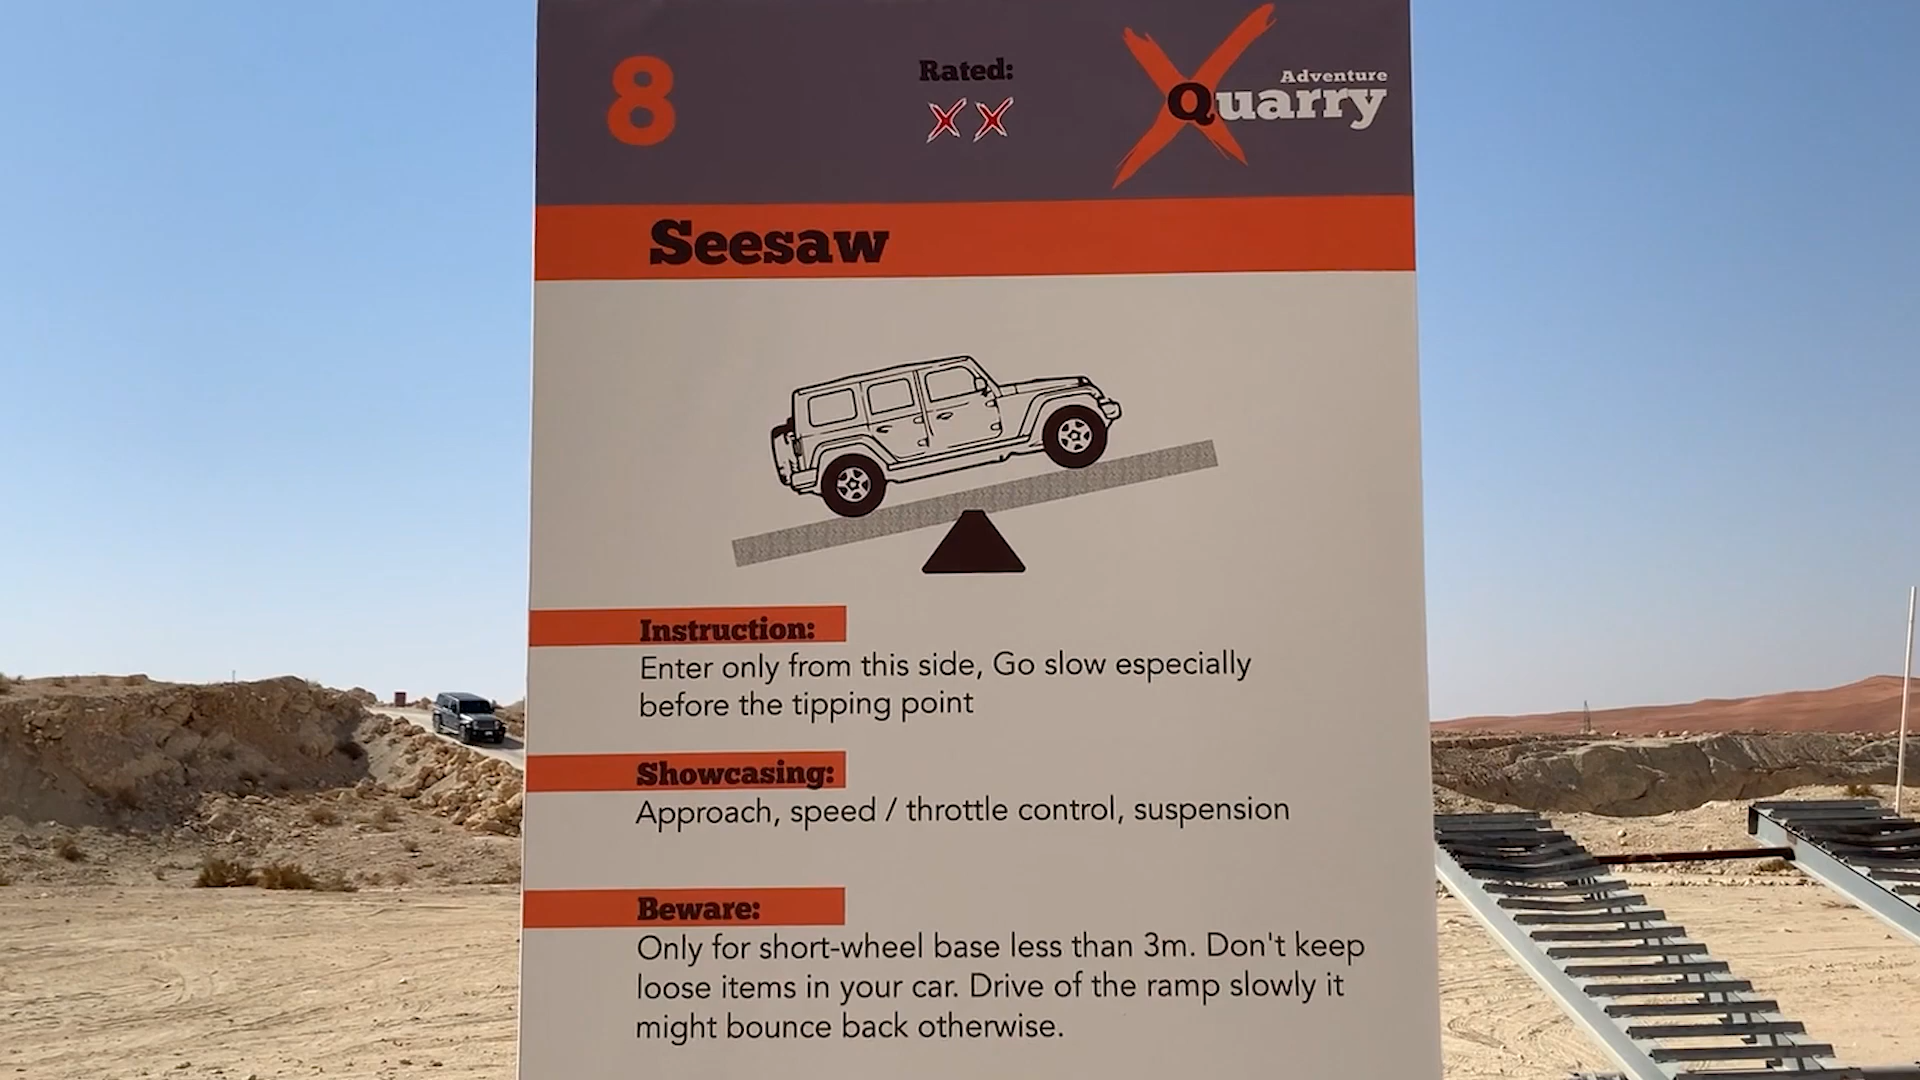 8
Rated:
XX
X
Adventure
Quarry
Seesaw
Instruction:
Enter only from this side, Go slow especially
before the tipping point
Showcasing:
Approach, speed / throttle control, suspension
Beware:
Only for short-wheel base less than 3m. Don't keep
loose items in your car. Drive of the ramp slowly it
might bounce back otherwise.